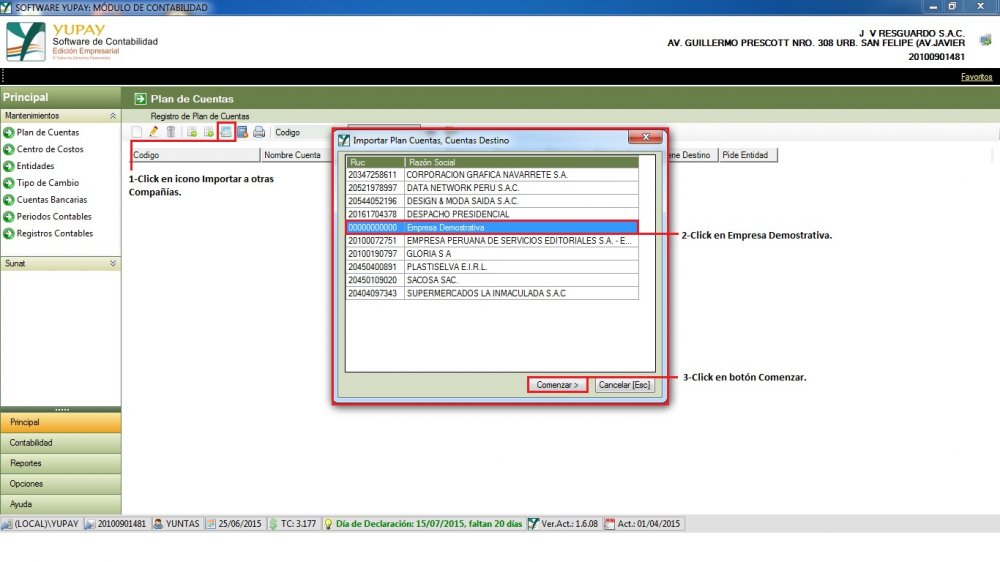 SOFTWARE YUPAY: MÓDULO DE CONTABILIDAD
YUPAY
Software de Contabilidad
Edición Empresarial
J V RESGUARDO S.A.C.
AV. GUILLERMO PRESCOTT NRO. 308 URB. SAN FELIPE (AV.JAVIER
20100901481
Favoritos
Principal
Plan de Cuentas
Mantenimientos
Registro de Plan de Cuentas
Plan de Cuentas
Centro de Costos
Entidades
Tipo de Cambio
Cuentas Bancarias
Periodos Contables
Registros Contables
Sunat
Codigo
Codigo
Nombre Cuenta
ene Destino
Pide Entidad
1-Click en icono Importar a otras
Compañías.
Importar Plan Cuentas, Cuentas Destino
Ruc Razón Social
20347258611 CORPORACION GRAFICA NAVARRETE S.A.
20521978997 DATA NETWORK PERU S.A.C.
20544052196 DESIGN & MODA SAIDA S.A.C.
20161704378 DESPACHO PRESIDENCIAL
00000000000 Empresa Demostrativa
20100072751 EMPRESA PERUANA DE SERVICIOS EDITORIALES S.A. - E...
20100190797 GLORIA S A
20450400891 PLASTISELVA E.I.R.L.
20450109020 SACOSA SAC.
20404097343 SUPERMERCADOS LA INMACULADA S.A.C
2-Click en Empresa Demostrativa.
Comenzar >
Cancelar [Esc]
3-Click en botón Comenzar.
Principal
Contabilidad
Reportes
Opciones
Ayuda
(LOCAL)\YUPAY 20100901481 YUNTAS 25/06/2015 TC: 3.177 Día de Declaración: 15/07/2015, faltan 20 días Ver.Act.: 1.6.08 Act.: 01/04/2015